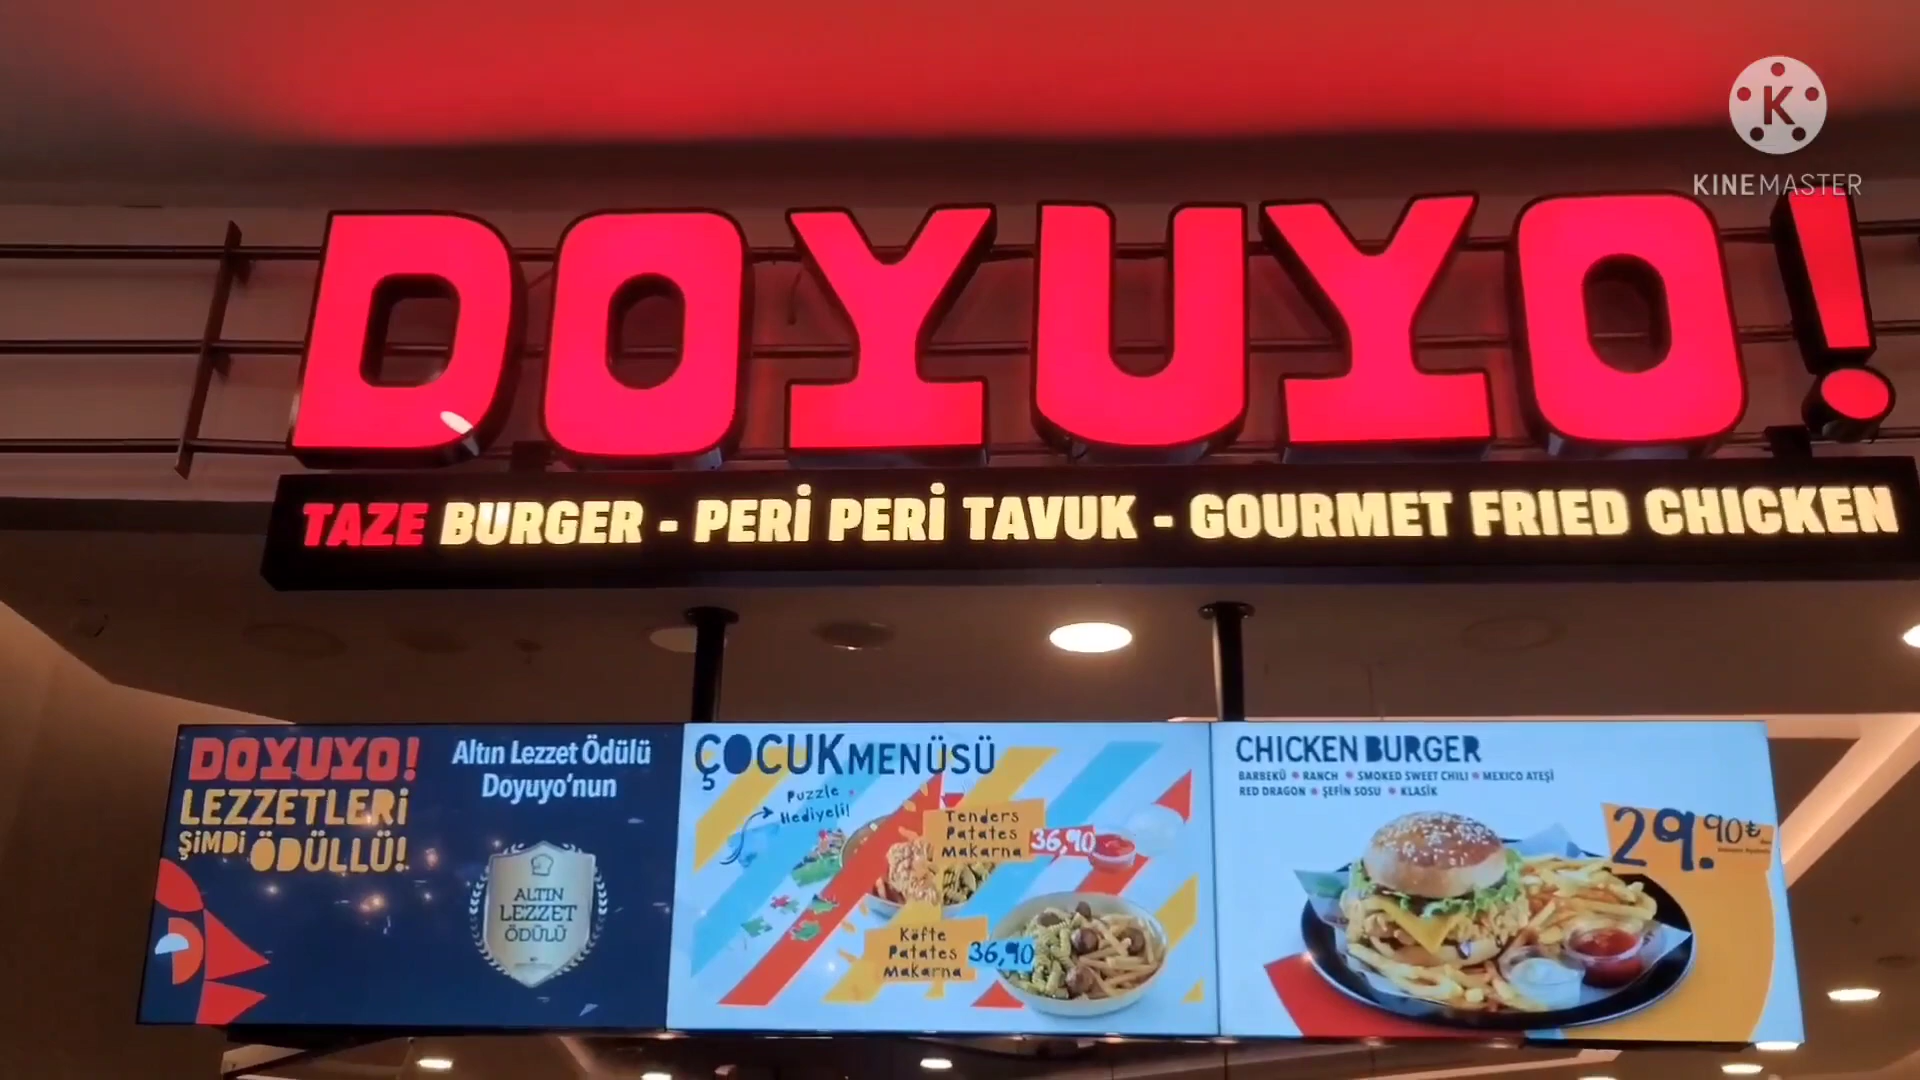 K
KINEMASTER
DOYUYO!
TAZE BURGER - PERİ PERİ TAVUK - GOURMET FRIED CHICKEN
DOYUYO!
LEZZETLERİ
ŞİMDİ ÖDÜLLÜ!
Altın Lezzet Ödülü
Doyuyo'nun
ALTIN
LEZZET
ÖDÜLÜ
ÇOCUK MENÜSÜ
Puzzle
Hediyeli!
Tenders
Patates
Makarna
36,90
Köfte
Patates
Makarna
36,90
CHICKEN BURGER
BARBEKÜ * RANCH * SMOKED SWEET CHILI * MEXICO ATEŞİ
RED DRAGON * ŞEFİN SOSU * KLASİK
29.90₺